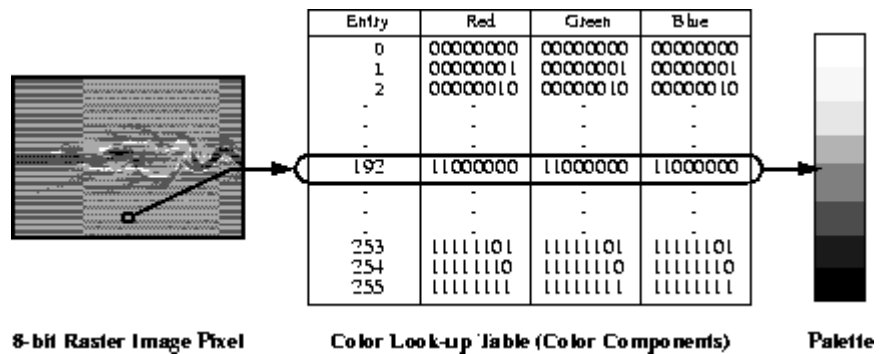 Entry Red Green Blue
0 00000000 00000000 00000000
1 00000001 00000001 00000001
2 00000010 00000010 00000010
- - - -
- - - -
- - - -
192 11000000 11000000 11000000
- - - -
- - - -
- - - -
253 11111101 11111101 11111101
254 11111110 11111110 11111110
255 11111111 11111111 11111111
8-bit Raster Image Pixel Color Look-up Table (Color Components) Palette